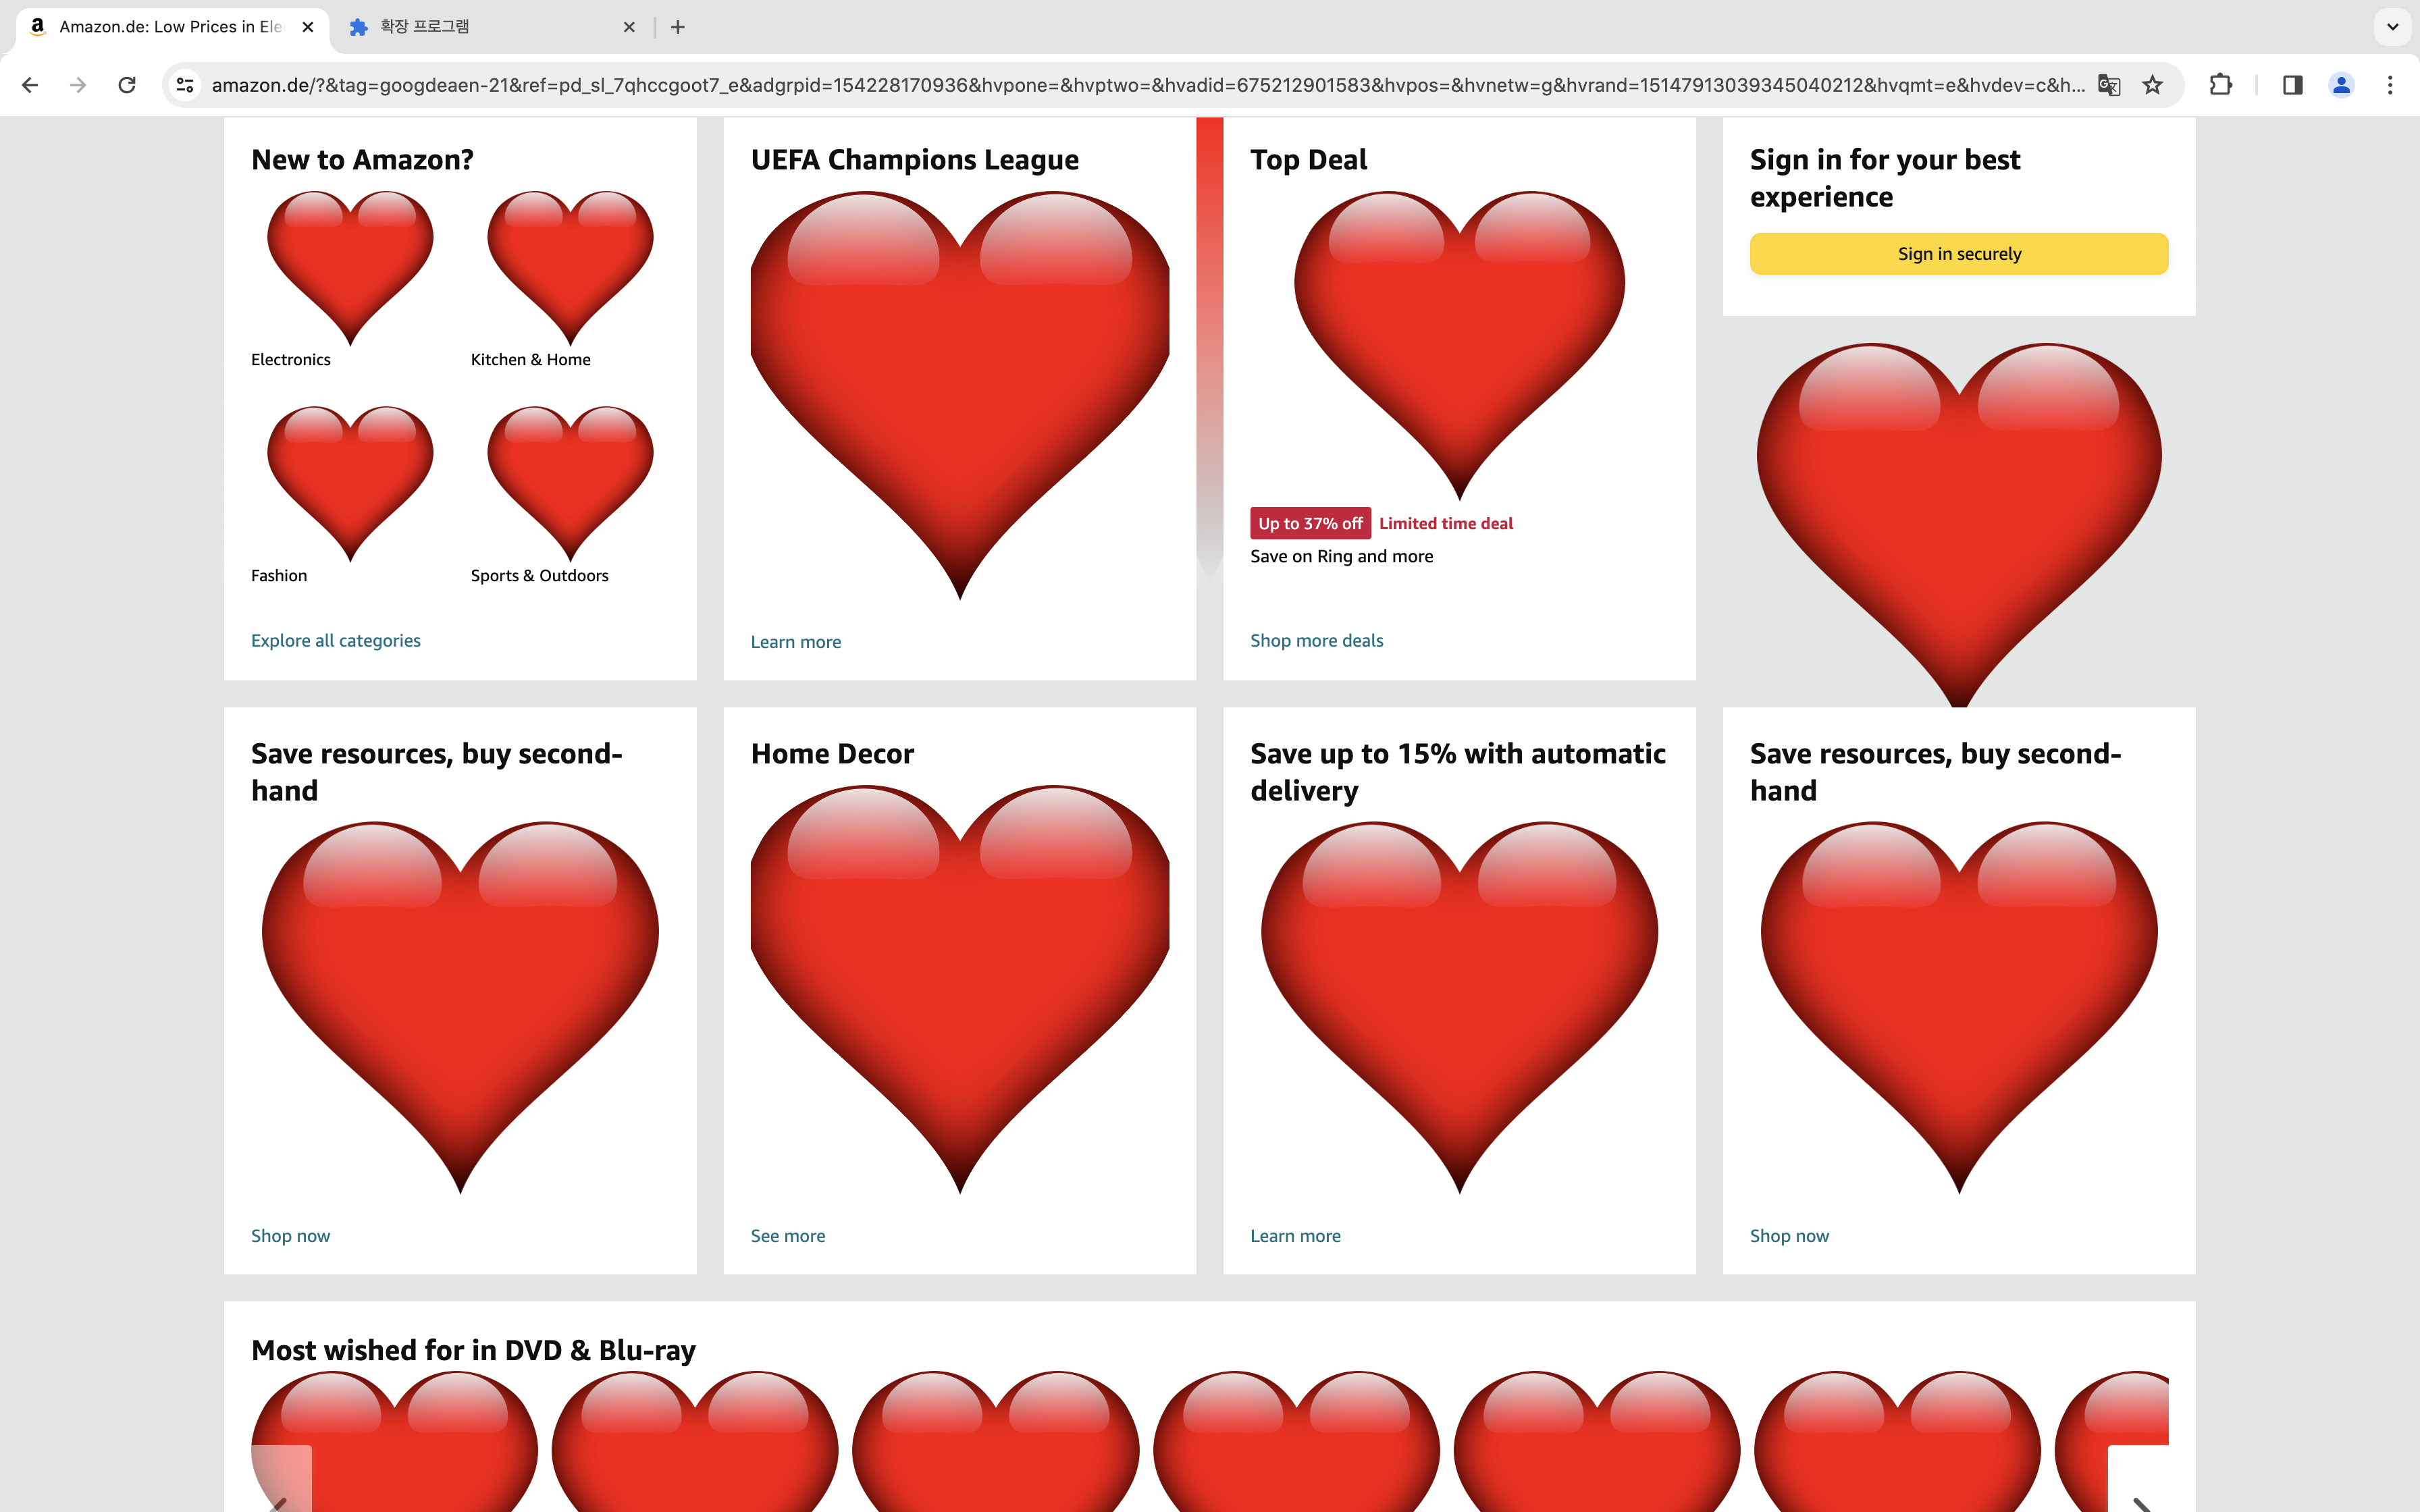 Amazon.de: Low Prices in Ele
확장 프로그램
amazon.de/?&tag=googdeaen-21&ref=pd_sl_7qhccgoot7_e&adgrpid=154228170936&hvpone=&hvptwo=&hvadid=675212901583&hvpos=&hvnetw=g&hvrand=15147913039345040212&hvqmt=e&hvdev=c&h...
New to Amazon?
Electronics
Kitchen & Home
Fashion
Sports & Outdoors
Explore all categories
UEFA Champions League
Learn more
Top Deal
Up to 37% off Limited time deal
Save on Ring and more
Shop more deals
Sign in for your best
experience
Sign in securely
Save resources, buy second-
hand
Shop now
Home Decor
See more
Save up to 15% with automatic
delivery
Learn more
Save resources, buy second-
hand
Shop now
Most wished for in DVD & Blu-ray